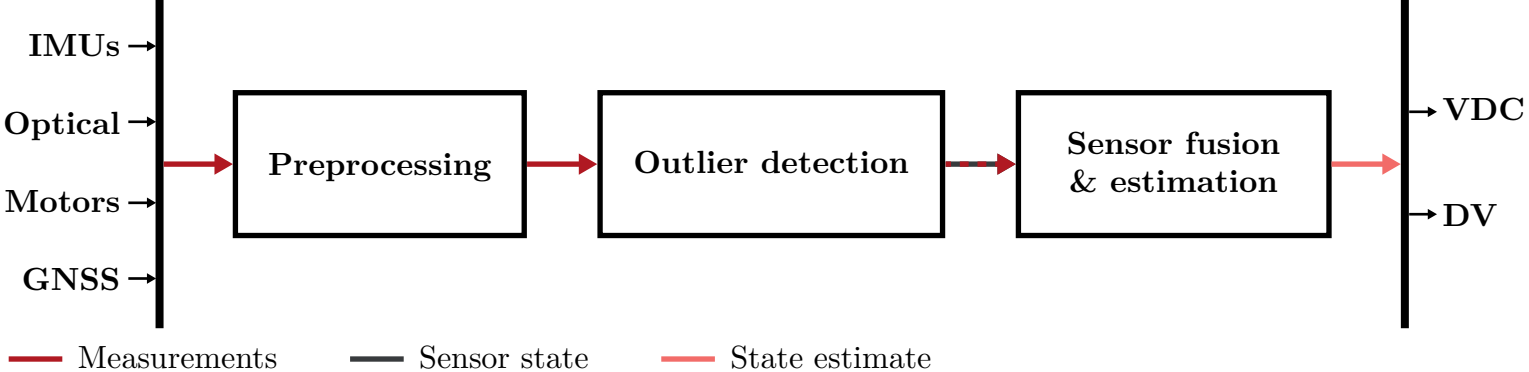 IMUs
Optical
Motors
GNSS
Preprocessing
Outlier detection
Sensor fusion
& estimation
VDC
DV
Measurements
Sensor state
State estimate